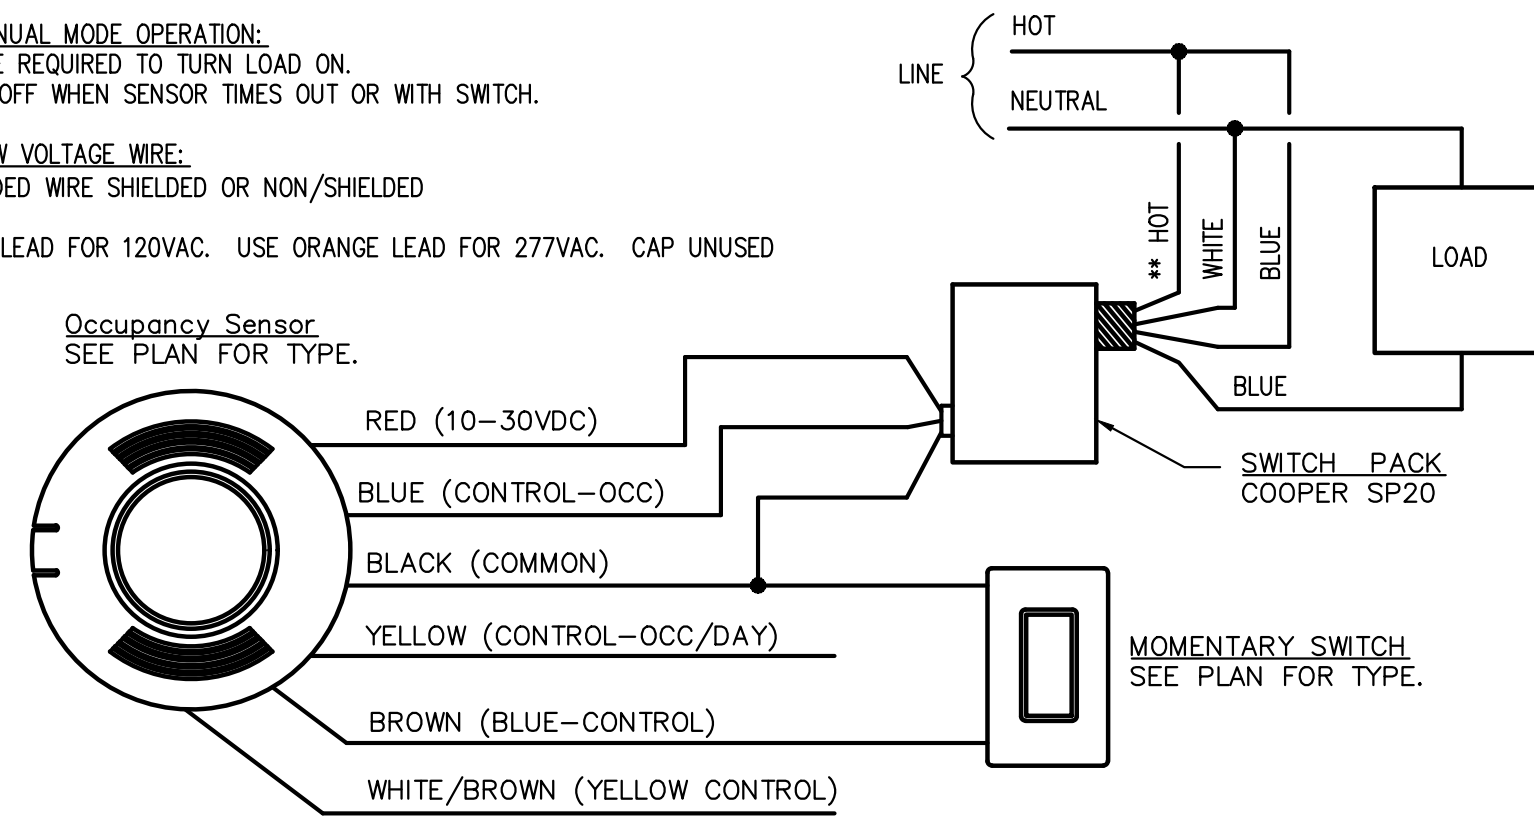 NUAL MODE OPERATION:
E REQUIRED TO TURN LOAD ON.
OFF WHEN SENSOR TIMES OUT OR WITH SWITCH.
W VOLTAGE WIRE:
DED WIRE SHIELDED OR NON/SHIELDED
LEAD FOR 120VAC. USE ORANGE LEAD FOR 277VAC. CAP UNUSED
HOT
LINE
NEUTRAL
** HOT
WHITE
BLUE
LOAD
BLUE
Occupancy Sensor
SEE PLAN FOR TYPE.
RED (10-30VDC)
BLUE (CONTROL-OCC)
BLACK (COMMON)
YELLOW (CONTROL-OCC/DAY)
BROWN (BLUE-CONTROL)
WHITE/BROWN (YELLOW CONTROL)
SWITCH PACK
COOPER SP20
MOMENTARY SWITCH
SEE PLAN FOR TYPE.